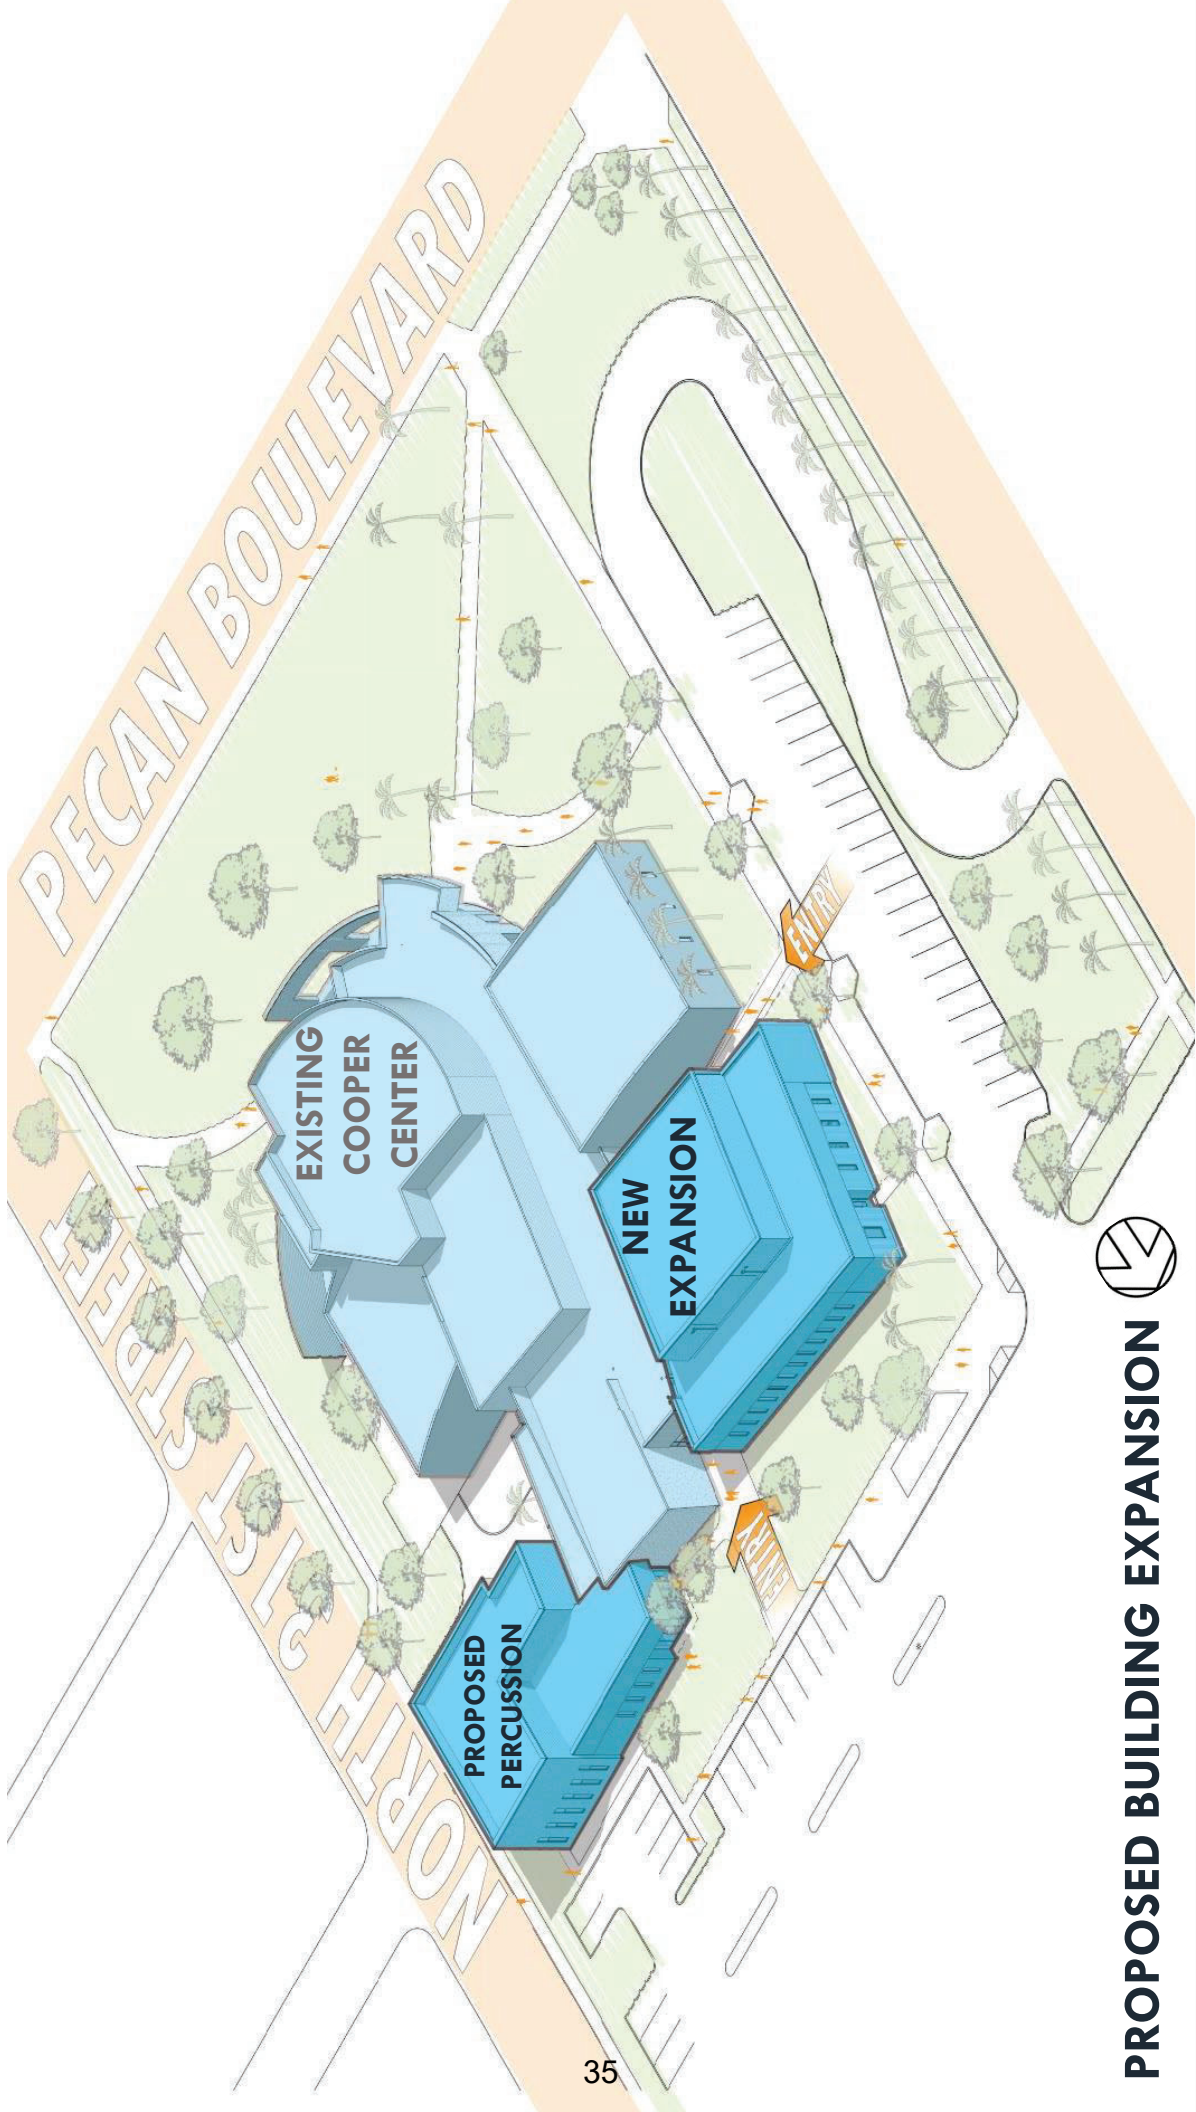 PECAN BOULEVARD
NORTH 31ST STREET
EXISTING
COOPER
CENTER
NEW
EXPANSION
PROPOSED
PERCUSSION
ENTRY
ENTRY
PROPOSED BUILDING EXPANSION
35